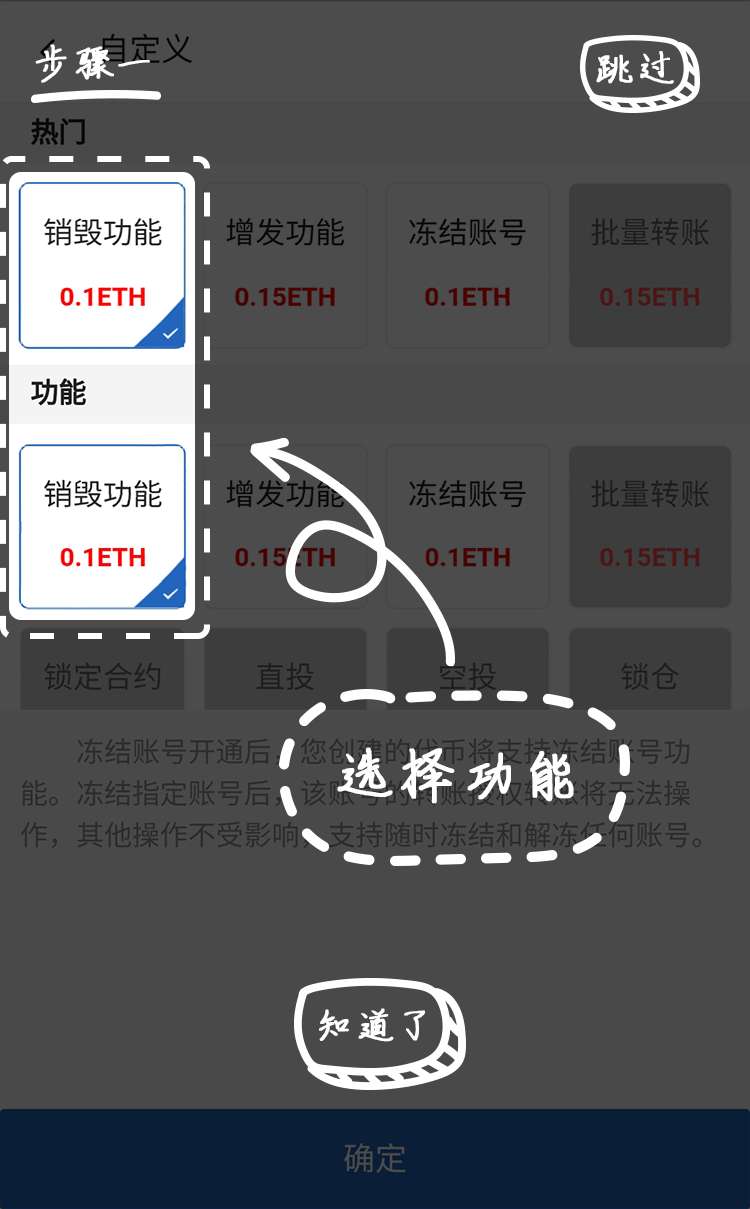 自定义
步骤一
跳过
热门
销毁功能 增发功能 冻结账号 批量转账
0.1ETH 0.15ETH 0.1ETH 0.15ETH
功能
销毁功能 增发功能 冻结账号 批量转账
0.1ETH 0.15ETH 0.1ETH 0.15ETH
锁定合约 直投 空投 锁仓
冻结账号开通后，您创建的代币将支持冻结账号功
能。冻结指定账号后，该账号的转账授权转账将无法操
作，其他操作不受影响，支持随时冻结和解冻任何账号。
选择功能
知道了
确定